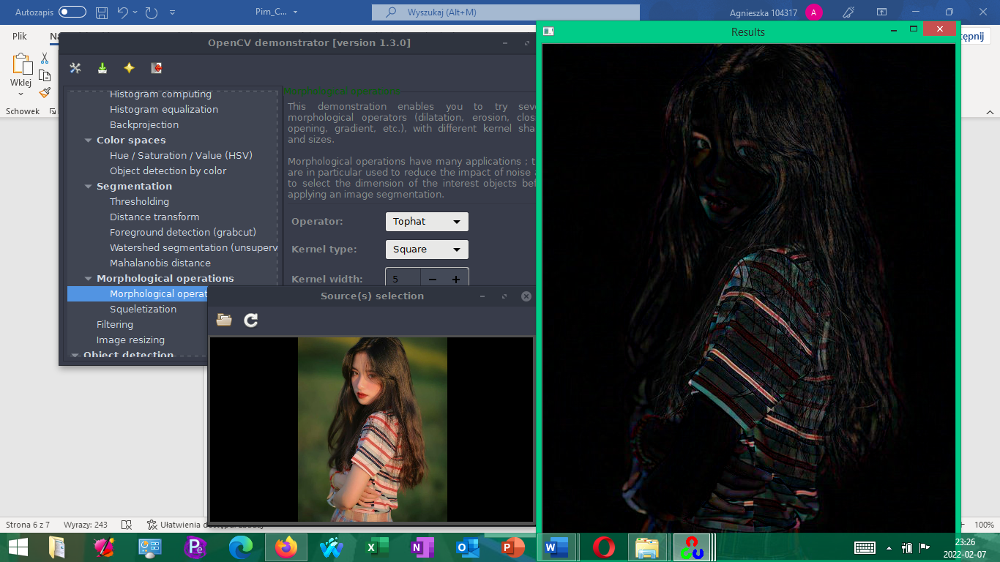 Autozapis
Pim_C...
Wyszukaj (Alt+M)
Agnieszka 104317
A
Plik
Wklej
Schowek
OpenCV demonstrator [version 1.3.0]
Histogram computing
Histogram equalization
Backprojection
Color spaces
Hue / Saturation / Value (HSV)
Object detection by color
Segmentation
Thresholding
Distance transform
Foreground detection (grabcut)
Watershed segmentation (unsuperv
Mahalanobis distance
Morphological operations
Morphological operat
Squeletization
Filtering
Image resizing
Object detection
Morphological operations
This demonstration enables you to try seve
morphological operators (dilatation, erosion, clos
opening, gradient, etc.), with different kernel sha
and sizes.
Morphological operations have many applications ; t
are in particular used to reduce the impact of noise a
to select the dimension of the interest objects bef
applying an image segmentation.
Operator:
Tophat
Kernel type:
Square
Kernel width:
5
Source(s) selection
Results
Strona 6 z 7
Wyrazy: 243
100%
23:26
2022-02-07